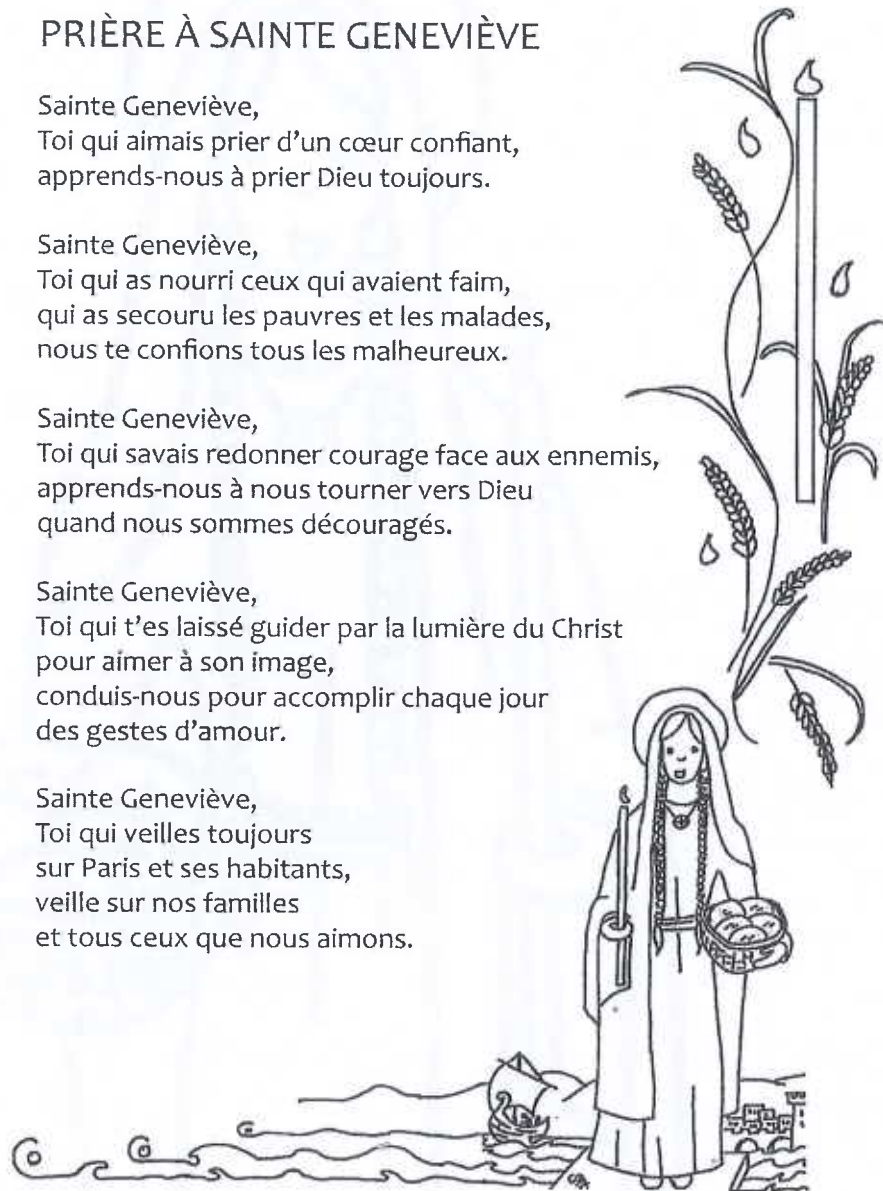 PRIÈRE À SAINTE GENEVIÈVE
Sainte Geneviève,
Toi qui aimais prier d'un cœur confiant,
apprends-nous à prier Dieu toujours.
Sainte Geneviève,
Toi qui as nourri ceux qui avaient faim,
qui as secouru les pauvres et les malades,
nous te confions tous les malheureux.
Sainte Geneviève,
Toi qui savais redonner courage face aux ennemis,
apprends-nous à nous tourner vers Dieu
quand nous sommes découragés.
Sainte Geneviève,
Toi qui t'es laissé guider par la lumière du Christ
pour aimer à son image,
conduis-nous pour accomplir chaque jour
des gestes d'amour.
Sainte Geneviève,
Toi qui veilles toujours
sur Paris et ses habitants,
veille sur nos familles
et tous ceux que nous aimons.